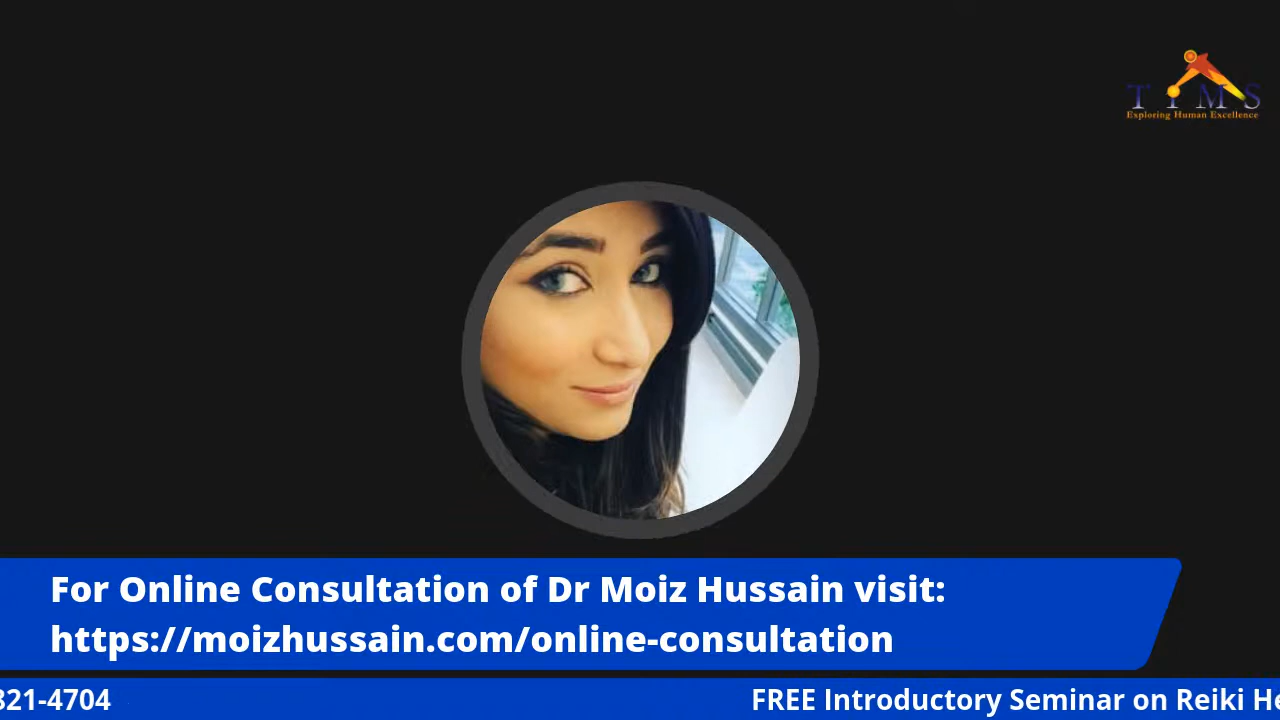 TIMS
Exploring Human Excellence
For Online Consultation of Dr Moiz Hussain visit:
https://moizhussain.com/online-consultation
821-4704 FREE Introductory Seminar on Reiki He